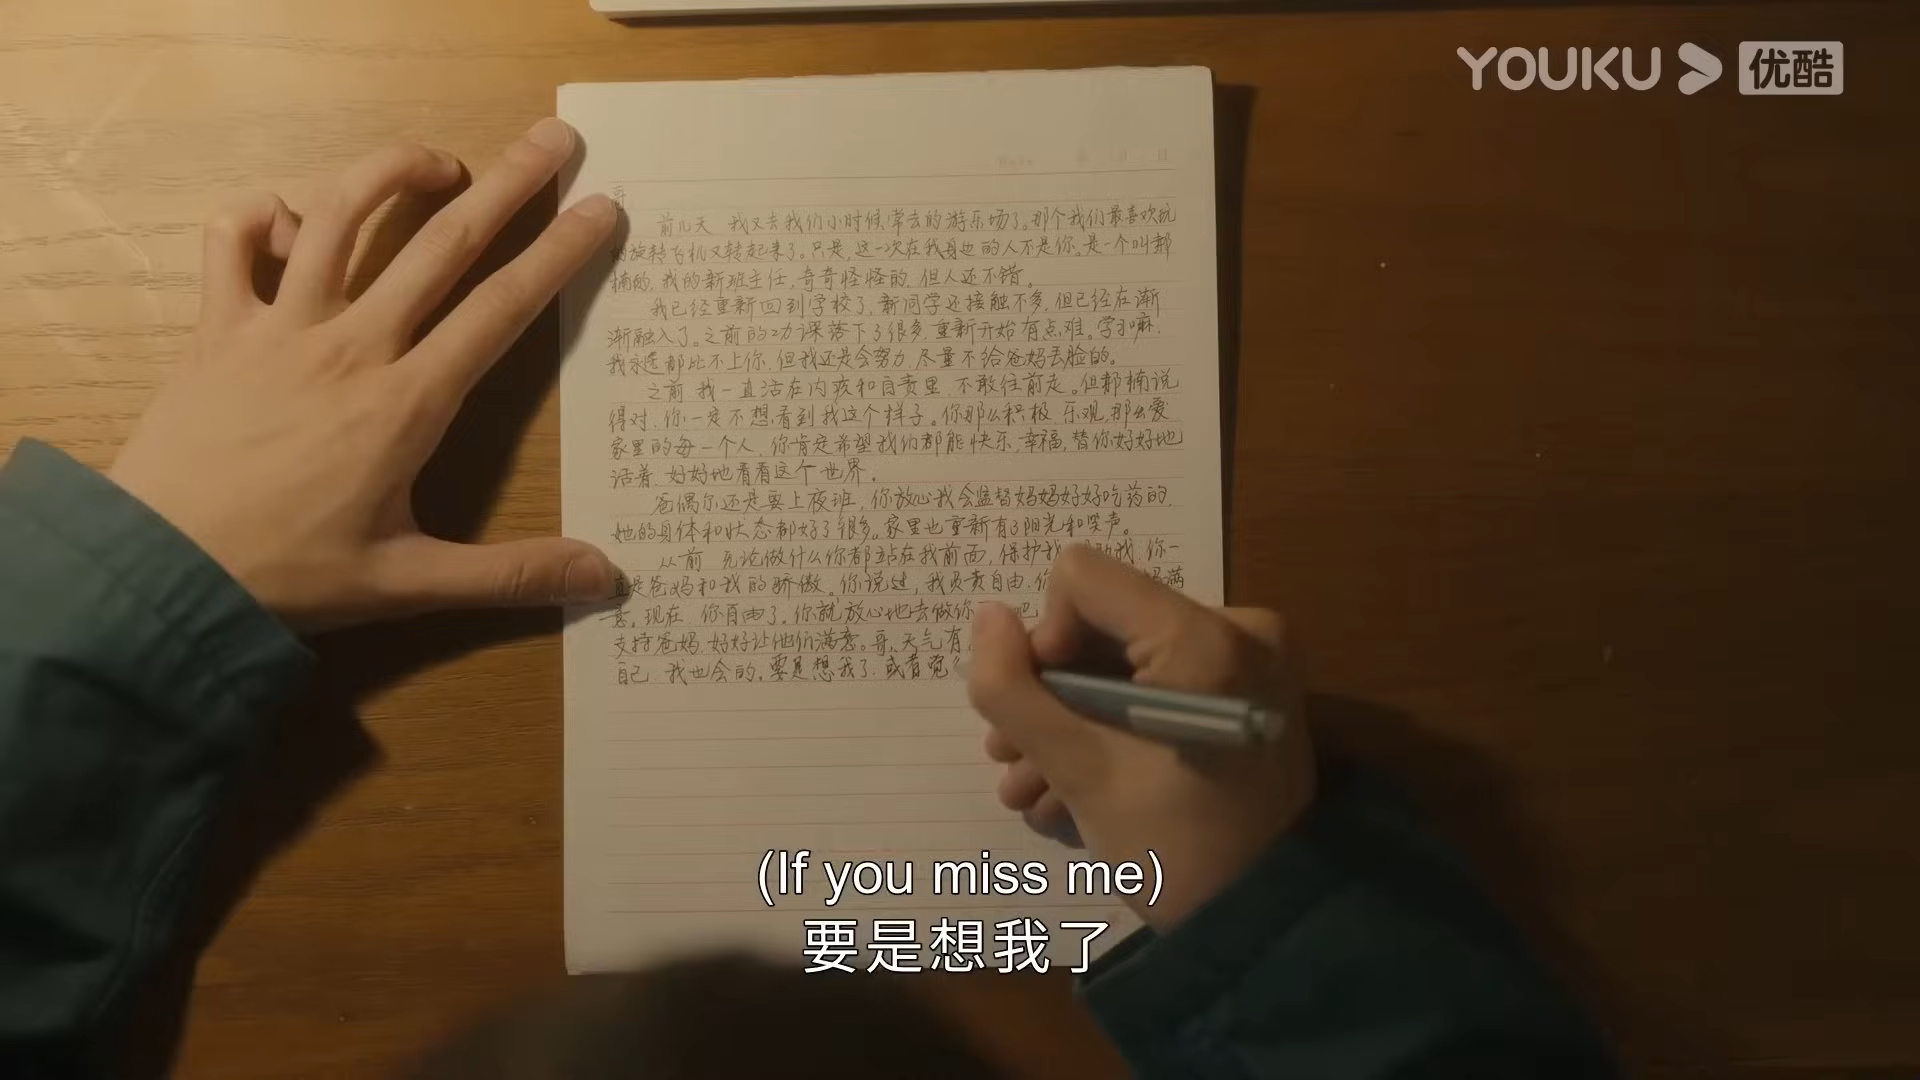 YOUKU 优酷
哥
前几天 我又去我们小时候常去的游乐场了。那个我们最喜欢玩
的旋转飞机又转起来了。只是,这一次在我身边的人不是你。是一个叫郝
楠的,我的新班主任,奇奇怪怪的,但人还不错。
我已经重新回到学校了,新同学还接触不多,但已经在渐
渐融入了。之前的功课落下了很多,重新开始有点难。学习嘛,
我永远都比不上你,但我还是会努力,尽量不给爸妈丢脸的。
之前 我一直活在内疚和自责里,不敢往前走。但郝楠说
得对,你一定不想看到我这个样子。你那么积极、乐观,那么爱
家里的每一个人,你肯定希望我们都能快乐,幸福,替你好好地
活着,好好地看看这个世界。
爸偶尔还是要上夜班,你放心我会监督妈妈好好吃药的,
她的身体和状态都好了很多。家里也重新有了阳光和笑声。
从前 无论做什么你都站在我前面,保护我 我,你一
直是爸妈和我的骄傲。你说过,我负责自由,你 妈满
意。现在 你自由了。你就放心地去做你 吧
支持爸妈,好好让他们满意。哥,天气有
自己,我也会的。要是想我了,或者觉
(If you miss me)
要是想我了